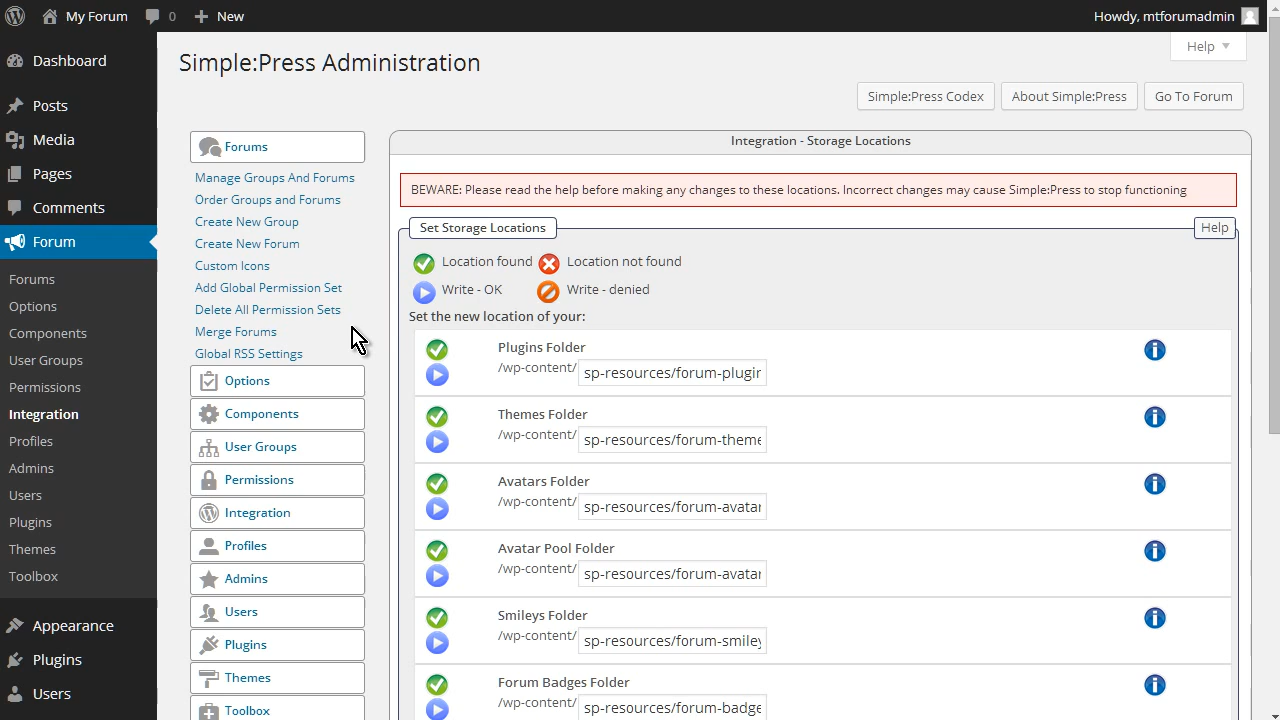 My Forum
0
New
Howdy, mtforumadmin
Dashboard
Posts
Media
Pages
Comments
Forum
Forums
Options
Components
User Groups
Permissions
Integration
Profiles
Admins
Users
Plugins
Themes
Toolbox
Appearance
Plugins
Users
Help
Simple:Press Administration
Simple:Press Codex
About Simple:Press
Go To Forum
Forums
Manage Groups And Forums
Order Groups and Forums
Create New Group
Create New Forum
Custom Icons
Add Global Permission Set
Delete All Permission Sets
Merge Forums
Global RSS Settings
Options
Components
User Groups
Permissions
Integration
Profiles
Admins
Users
Plugins
Themes
Toolbox
Integration - Storage Locations
BEWARE: Please read the help before making any changes to these locations. Incorrect changes may cause Simple:Press to stop functioning
Set Storage Locations
Help
Location found
Location not found
Write - OK
Write - denied
Set the new location of your:
Plugins Folder
/wp-content/ sp-resources/forum-plugin
Themes Folder
/wp-content/ sp-resources/forum-theme
Avatars Folder
/wp-content/ sp-resources/forum-avatar
Avatar Pool Folder
/wp-content/ sp-resources/forum-avatar
Smileys Folder
/wp-content/ sp-resources/forum-smiley
Forum Badges Folder
/wp-content/ sp-resources/forum-badge